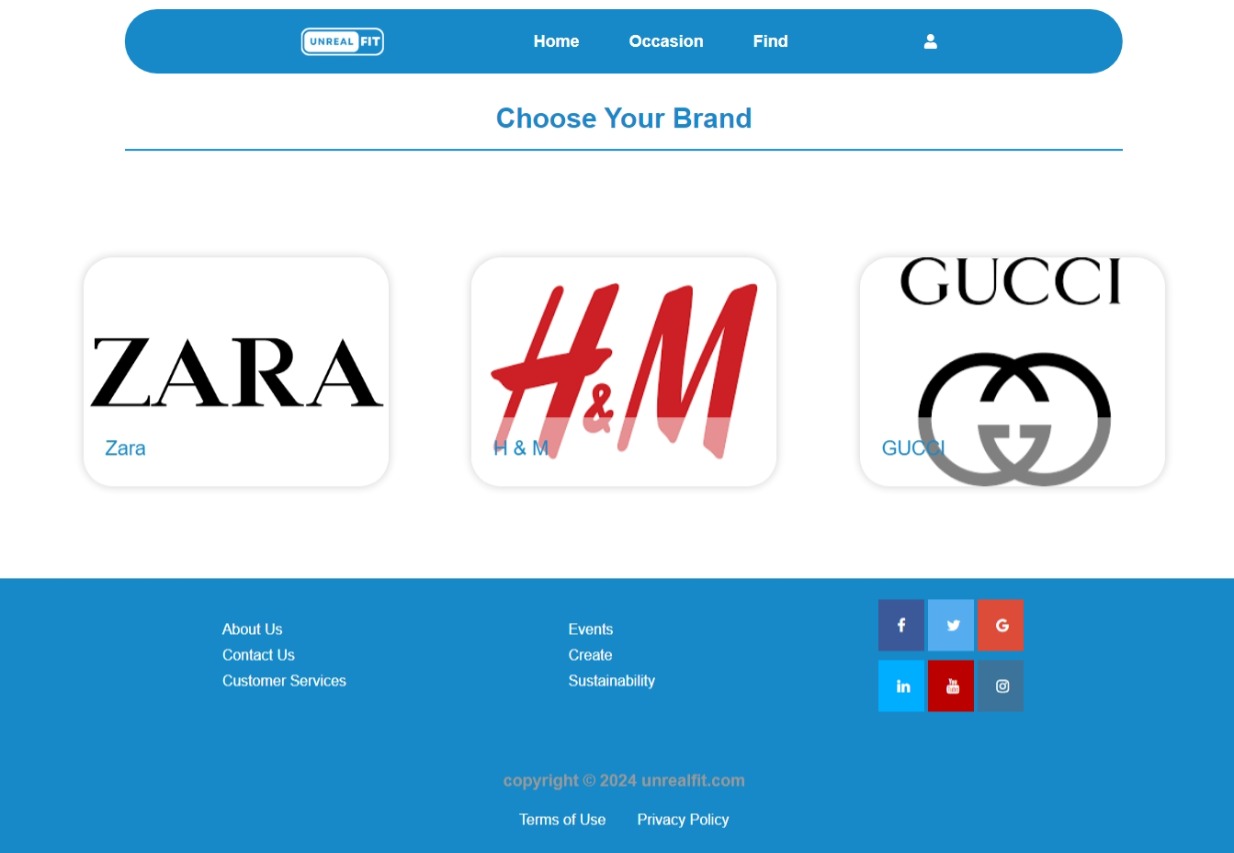 UNREAL FIT
Home Occasion Find
Choose Your Brand
ZARA
Zara
H&M
H & M
GUCCI
GUCCI
About Us
Contact Us
Customer Services
Events
Create
Sustainability
f G
in You Tube
copyright © 2024 unrealfit.com
Terms of Use Privacy Policy